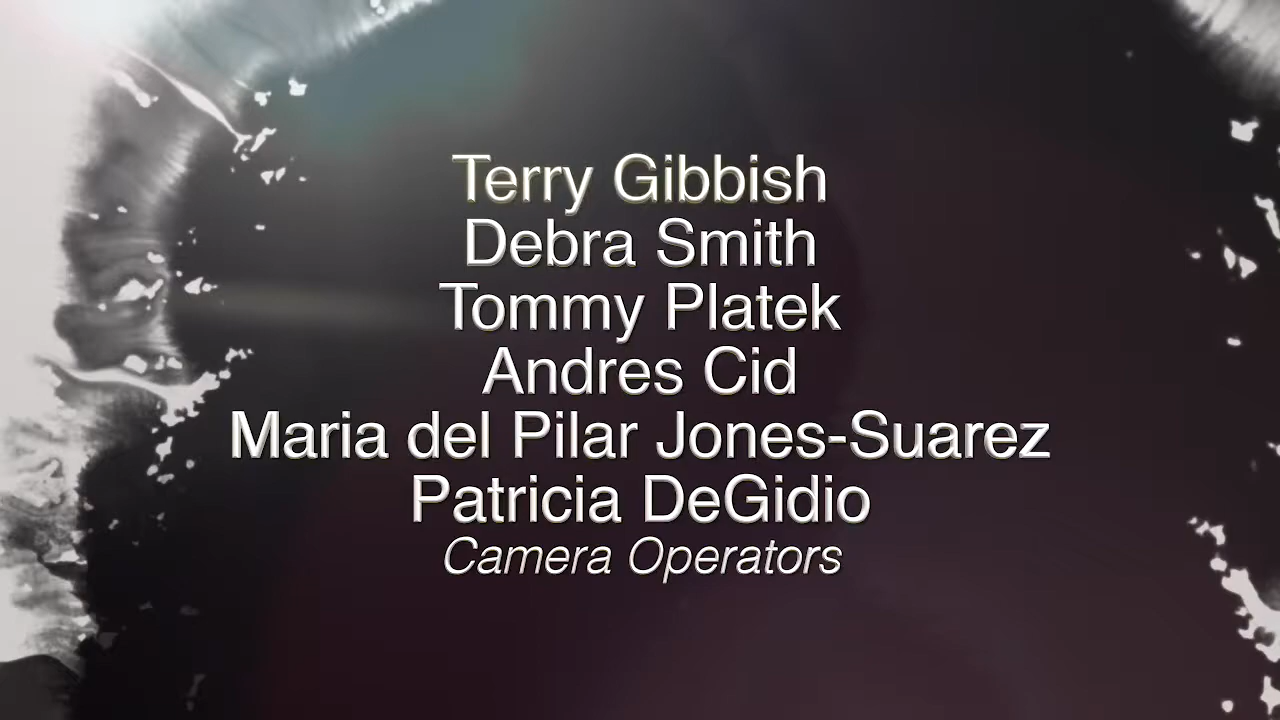 Terry Gibbish
Debra Smith
Tommy Platek
Andres Cid
Maria del Pilar Jones-Suarez
Patricia DeGidio
Camera Operators